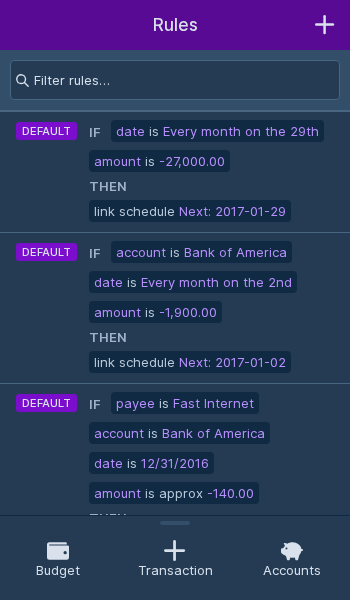 Rules
Filter rules...
DEFAULT IF date is Every month on the 29th
amount is -27,000.00
THEN
link schedule Next: 2017-01-29
DEFAULT IF account is Bank of America
date is Every month on the 2nd
amount is -1,900.00
THEN
link schedule Next: 2017-01-02
DEFAULT IF payee is Fast Internet
account is Bank of America
date is 12/31/2016
amount is approx -140.00
Budget Transaction Accounts